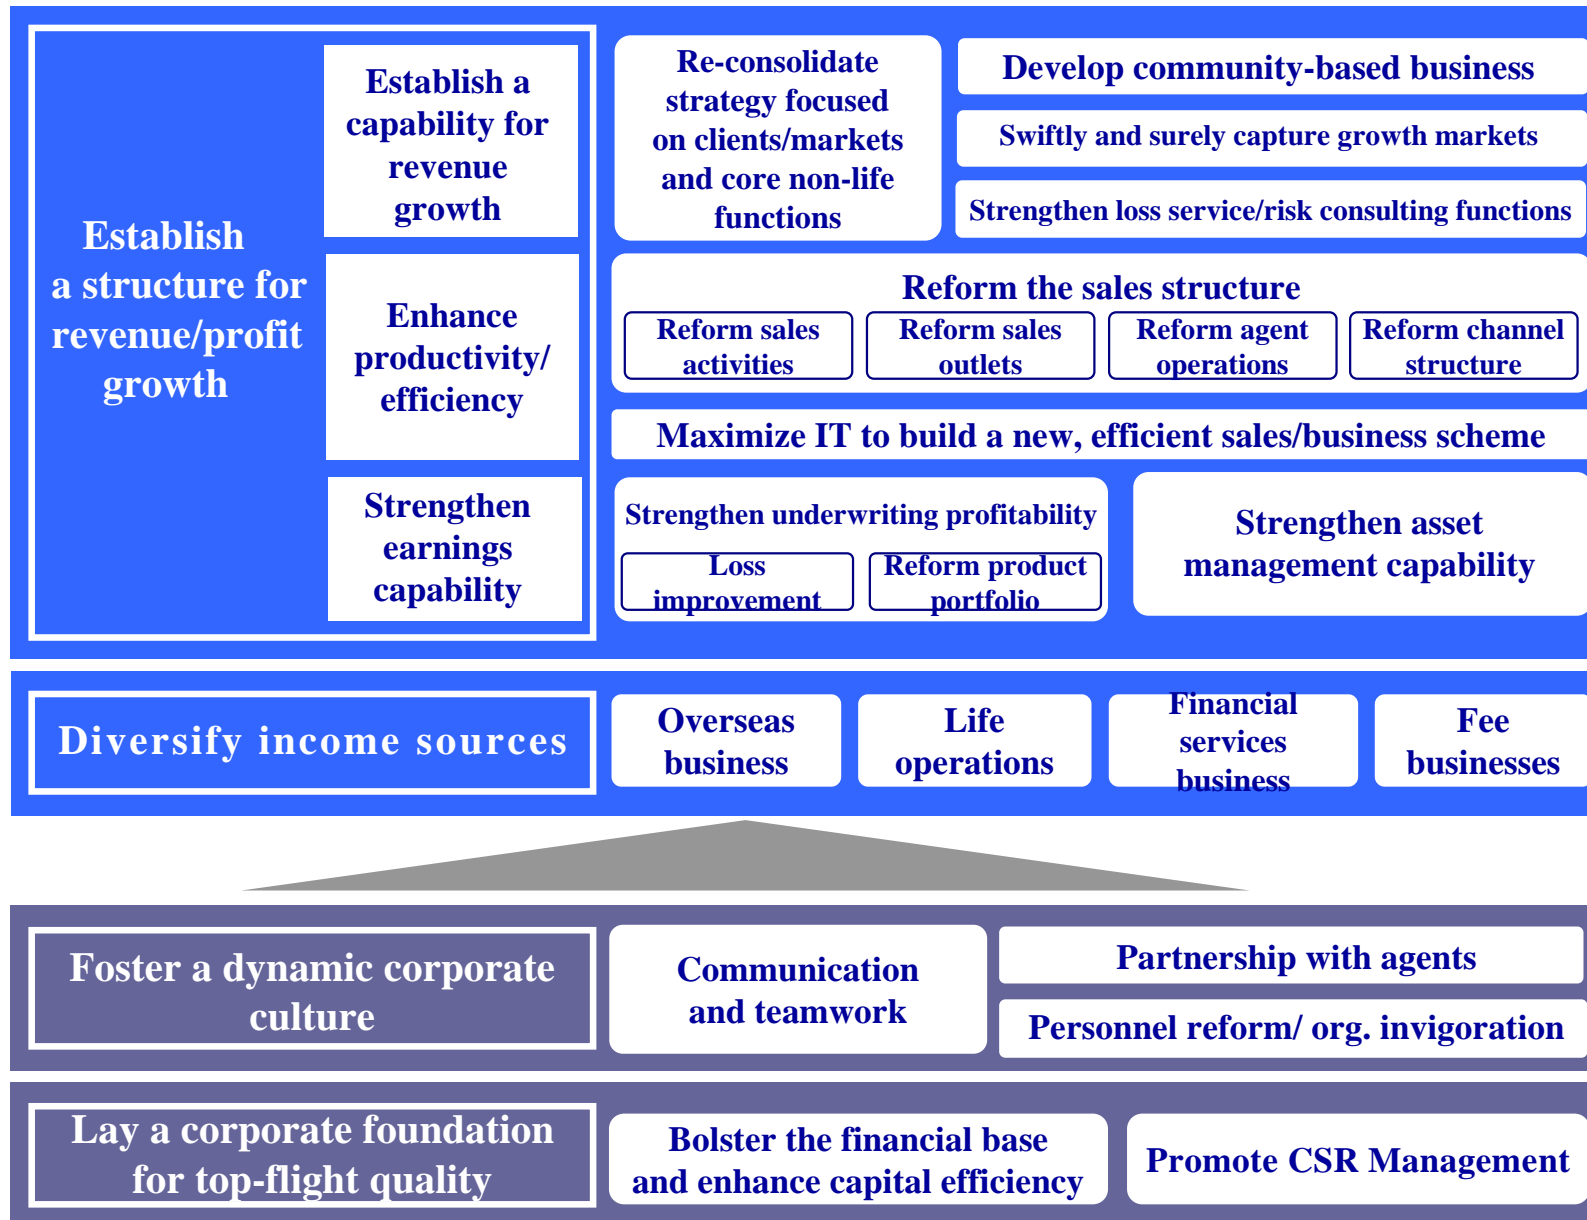 Establish
a structure for
revenue/profit
growth
Establish a
capability for
revenue
growth
Re-consolidate
strategy focused
on clients/markets
and core non-life
functions
Develop community-based business
Swiftly and surely capture growth markets
Strengthen loss service/risk consulting functions
Enhance
productivity/
efficiency
Reform the sales structure
Reform sales
activities
Reform sales
outlets
Reform agent
operations
Reform channel
structure
Maximize IT to build a new, efficient sales/business scheme
Strengthen
earnings
capability
Strengthen underwriting profitability
Loss
improvement
Reform product
portfolio
Strengthen asset
management capability
Diversify income sources
Overseas
business
Life
operations
Financial
services
business
Fee
businesses
Foster a dynamic corporate
culture
Communication
and teamwork
Partnership with agents
Personnel reform/ org. invigoration
Lay a corporate foundation
for top-flight quality
Bolster the financial base
and enhance capital efficiency
Promote CSR Management